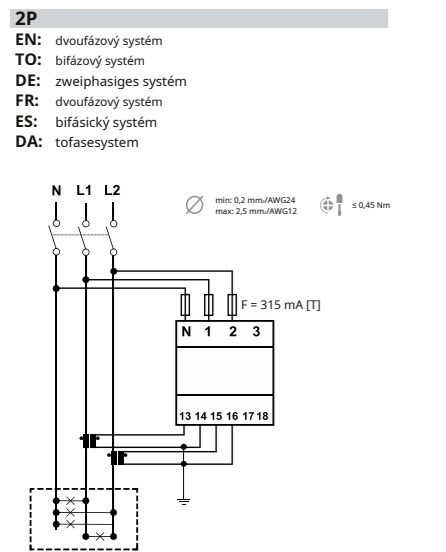 2P
EN: dvoufázový systém
TO: bifázový systém
DE: zweiphasiges systém
FR: dvoufázový systém
ES: bifásický systém
DA: tofasesystem
N L1 L2
min: 0,2 mm₂/AWG24
max: 2,5 mm₂/AWG12
≤ 0,45 Nm
F = 315 mA [T]
N 1 2 3
13 14 15 16 17 18